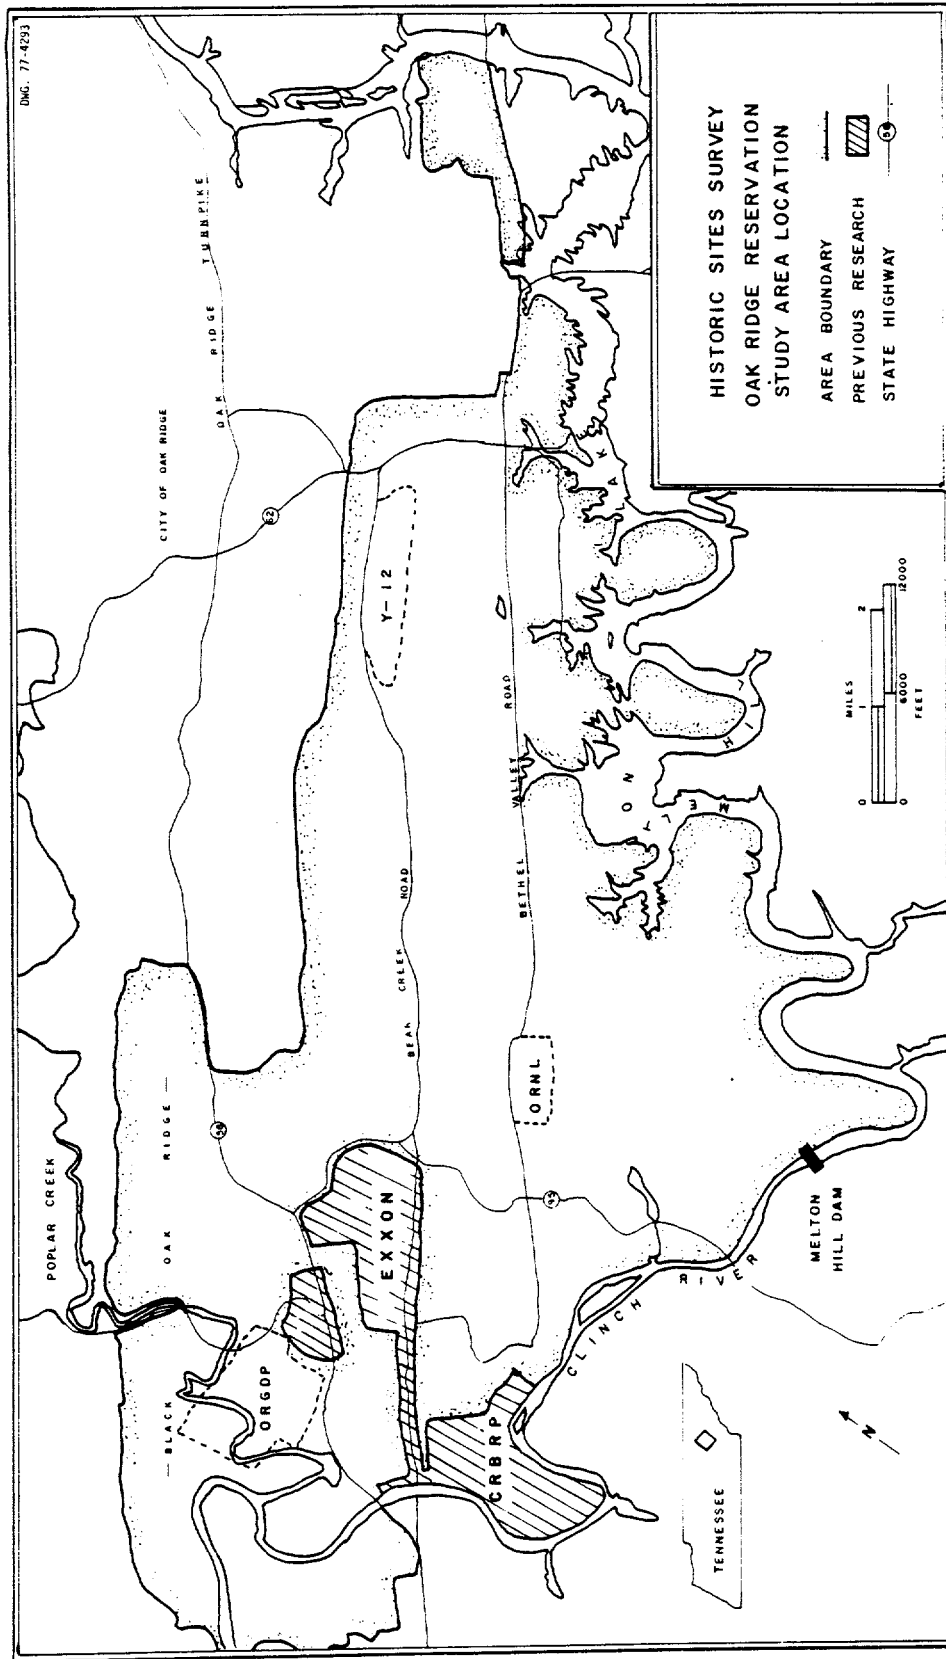 DWG. 77-4293
POPLAR CREEK
CITY OF OAK RIDGE
OAK RIDGE TURNPIKE
62
BLACK OAK RIDGE
58
ORGDP
EXXON
Y-12
BEAR CREEK ROAD
BETHEL VALLEY ROAD
ORNL
95
CRBRP
CLINCH RIVER
MELTON HILL LAKE
MELTON
HILL DAM
TENNESSEE
N
MILES
0 1 2
0 6000 12000
FEET
HISTORIC SITES SURVEY
OAK RIDGE RESERVATION
STUDY AREA LOCATION
AREA BOUNDARY
PREVIOUS RESEARCH
STATE HIGHWAY 58